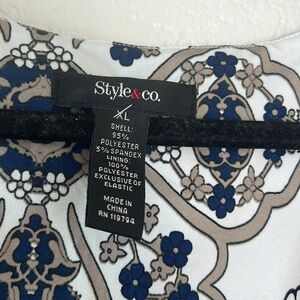 Style&co.
XL
SHELL:
95%
POLYESTER
5% SPANDEX
LINING:
100%
POLYESTER
EXCLUSIVE OF
ELASTIC
MADE IN
CHINA
RN 119794